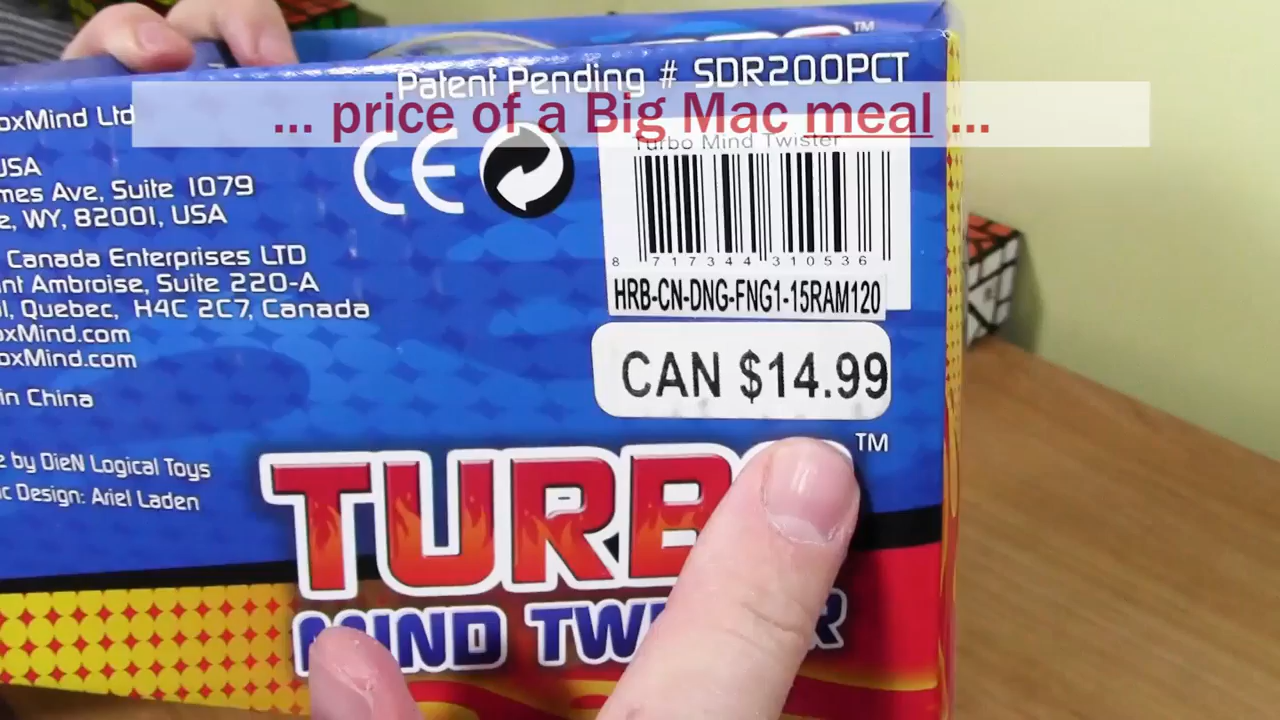 Patent Pending # SDR200PCT
... price of a Big Mac meal ...
oxMind Ltd
USA
mes Ave, Suite 1079
e, WY, 82001, USA
Canada Enterprises LTD
nt Ambroise, Suite 220-A
l, Quebec, H4C 2C7, Canada
oxMind.com
oxMind.com
in China
e by DieN Logical Toys
c Design: Ariel Laden
CE
Turbo Mind Twister
8 717344 310536
HRB-CN-DNG-FNG1-15RAM120
CAN $14.99
TURB ™
MIND TWI R